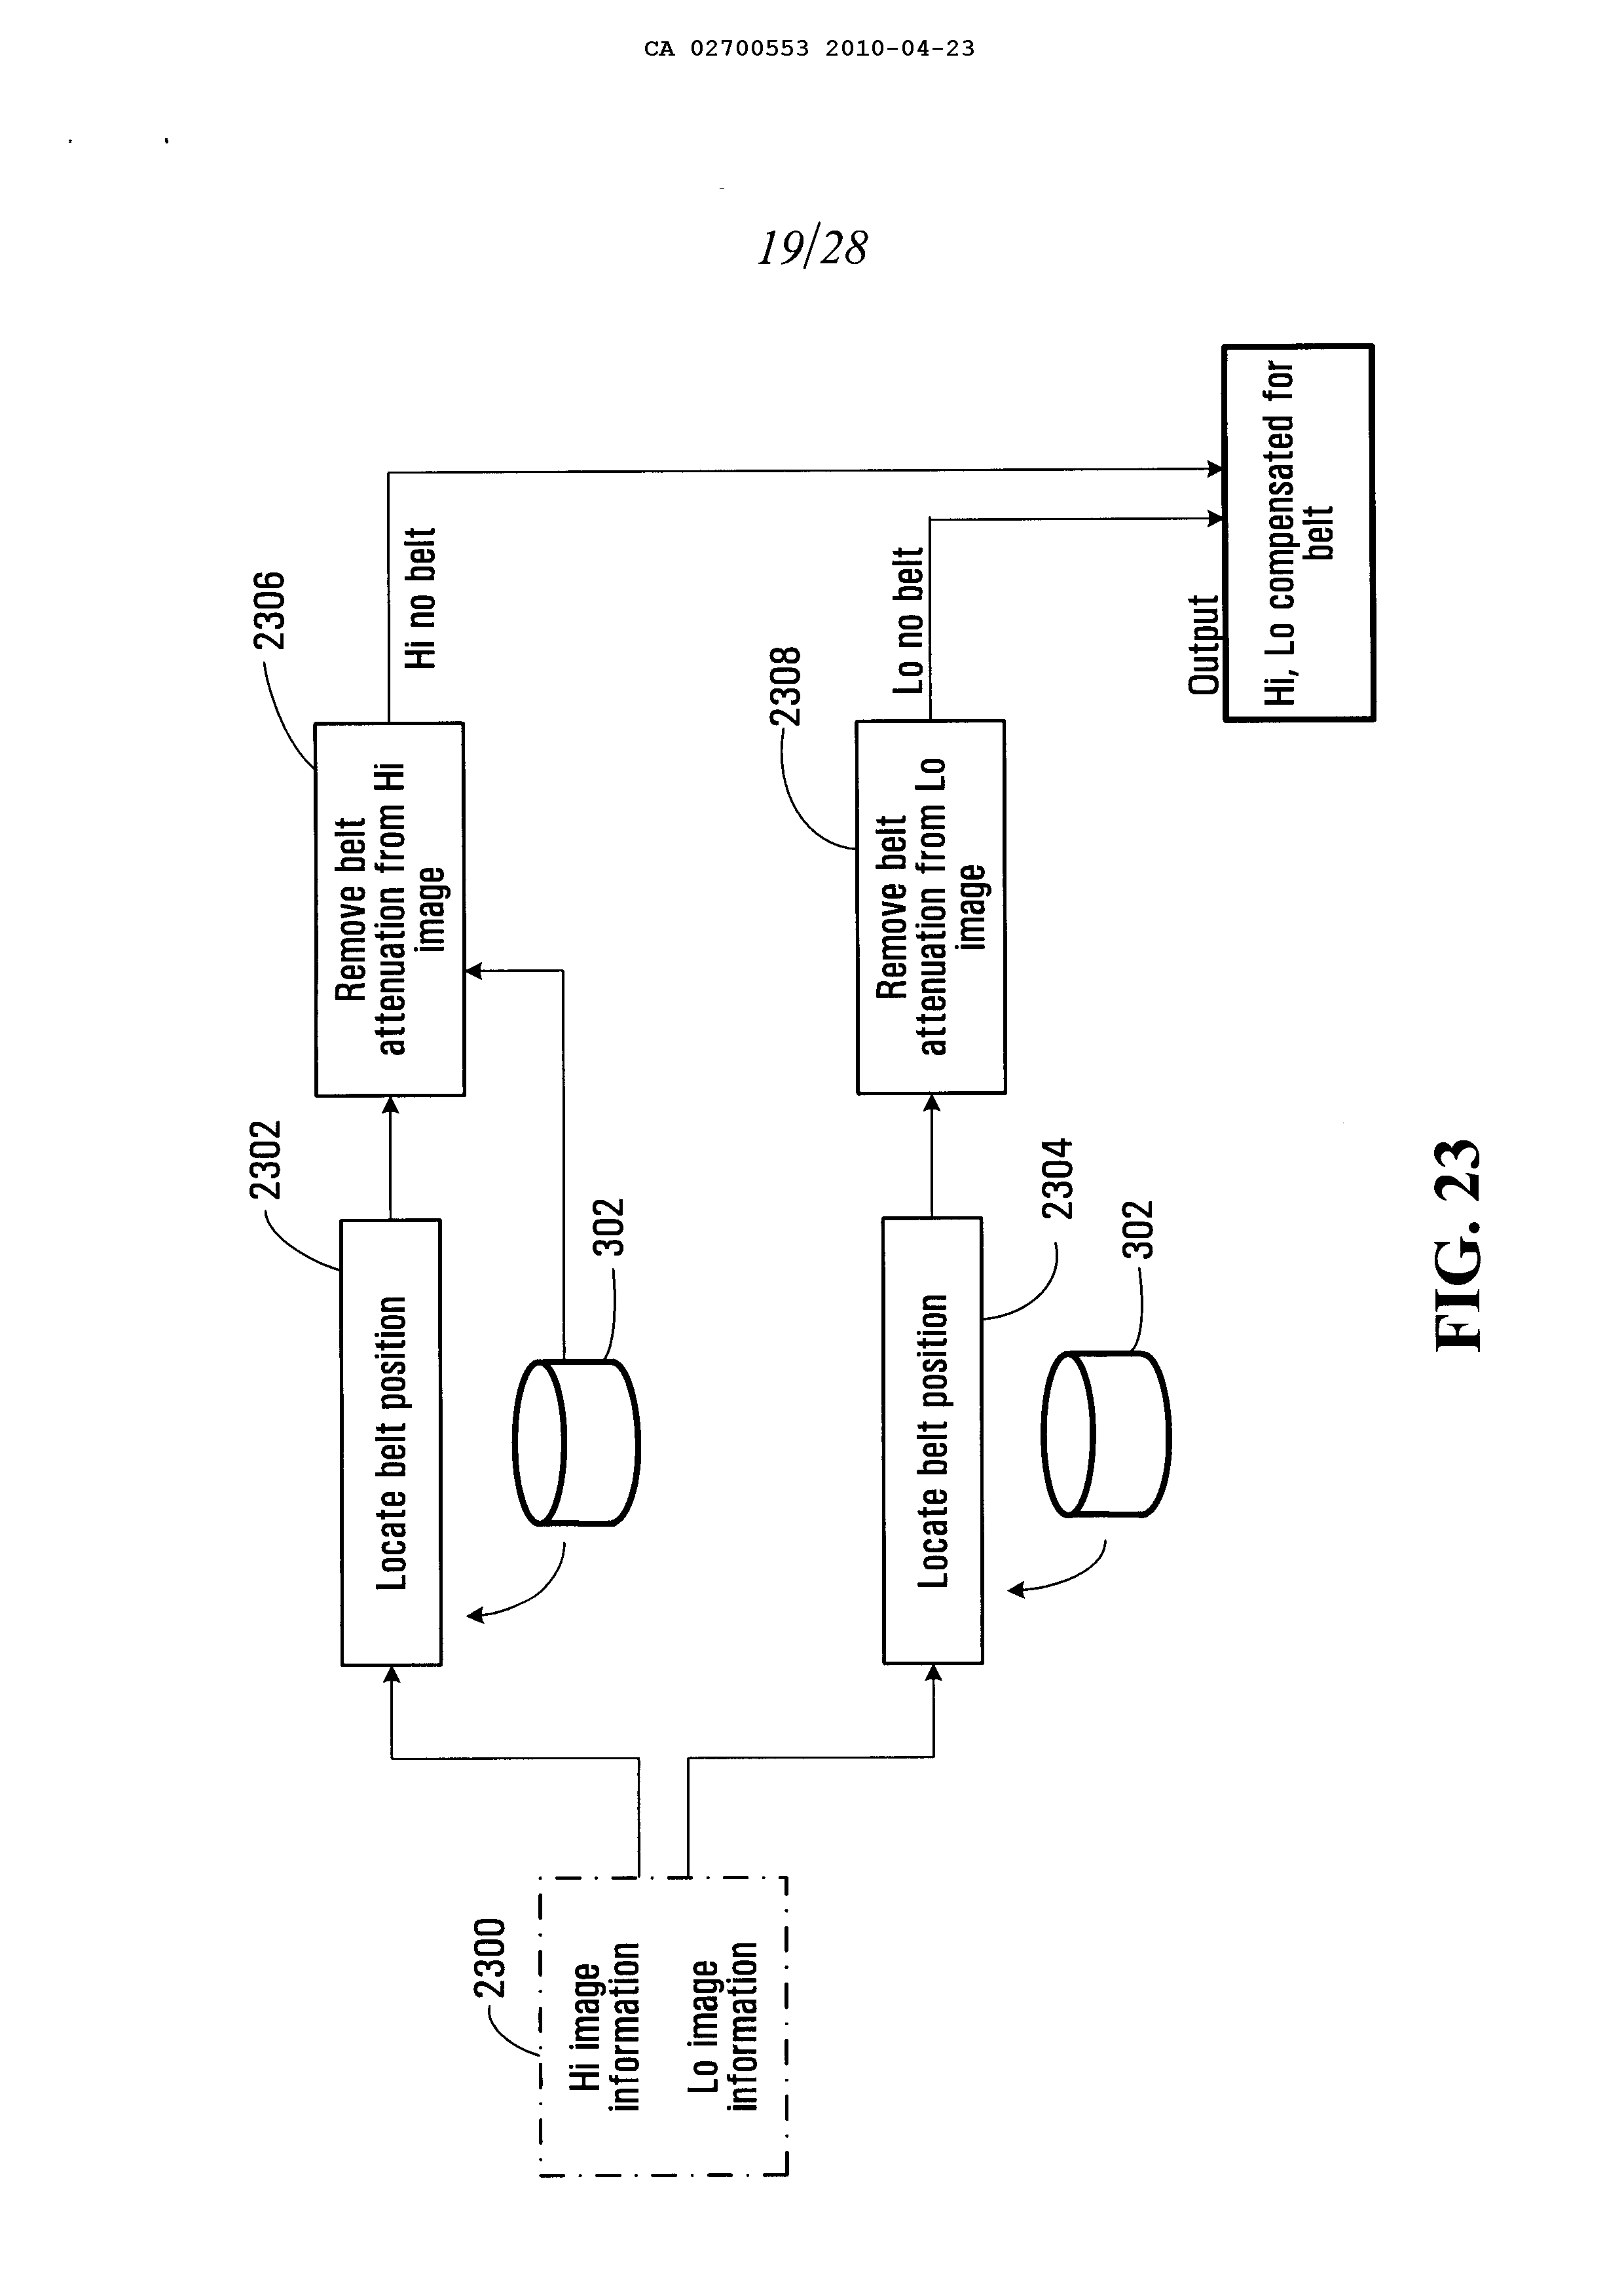 CA 02700553 2010-04-23
19/28
2300
Hi image
information
Lo image
information
2302
Locate belt position
302
2306
Remove belt
attenuation from Hi
image
Hi no belt
2304
Locate belt position
302
2308
Remove belt
attenuation from Lo
image
Lo no belt
Output
Hi, Lo compensated for
belt
FIG. 23